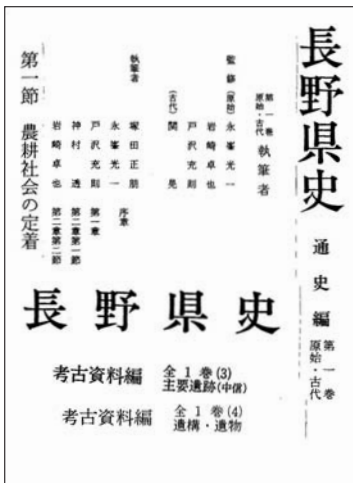 長野県史 通史編 第一巻 原始・古代
第一巻 原始・古代 執筆者
監修(原始) 永峯光一
岩崎卓也
戸沢充則
(古代) 関晃
執筆者 塚田正朋 序章
永峯光一
戸沢充則 第一章
神村透 第二章第一節
岩崎卓也 第二章第二節
第一節 農耕社会の定着
長野県史
考古資料編 全1巻(3) 主要遺跡(中信)
考古資料編 全1巻(4) 遺構・遺物